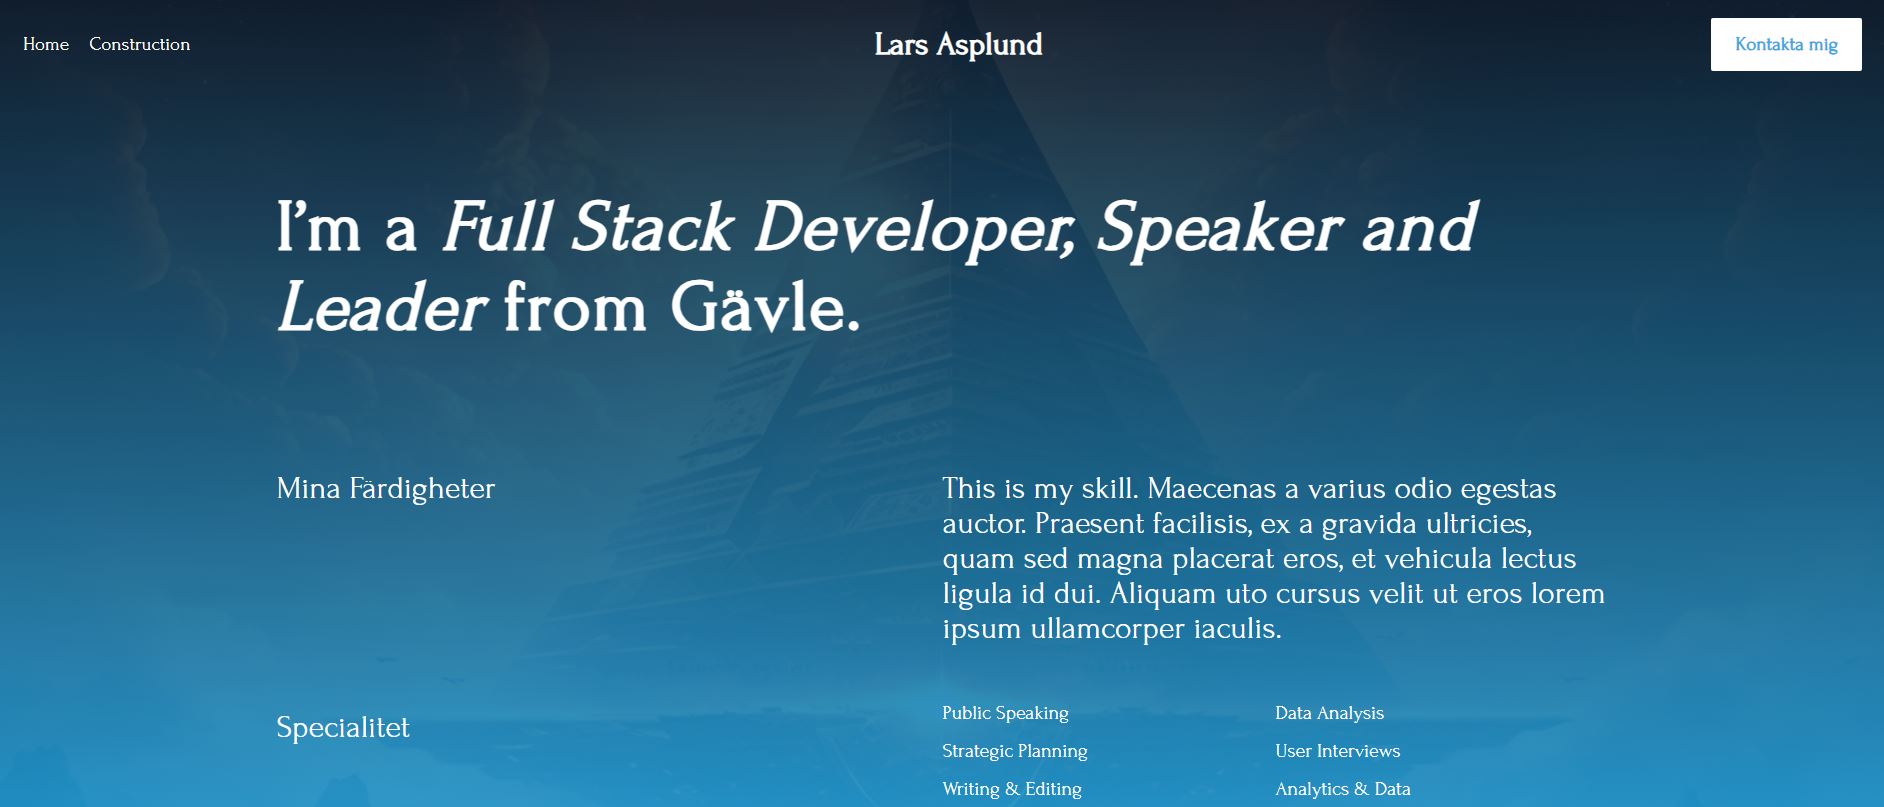 Home Construction Lars Asplund Kontakta mig
I'm a Full Stack Developer, Speaker and
Leader from Gävle.
Mina Färdigheter
This is my skill. Maecenas a varius odio egestas
auctor. Praesent facilisis, ex a gravida ultricies,
quam sed magna placerat eros, et vehicula lectus
ligula id dui. Aliquam uto cursus velit ut eros lorem
ipsum ullamcorper iaculis.
Specialitet
Public Speaking
Strategic Planning
Writing & Editing
Data Analysis
User Interviews
Analytics & Data